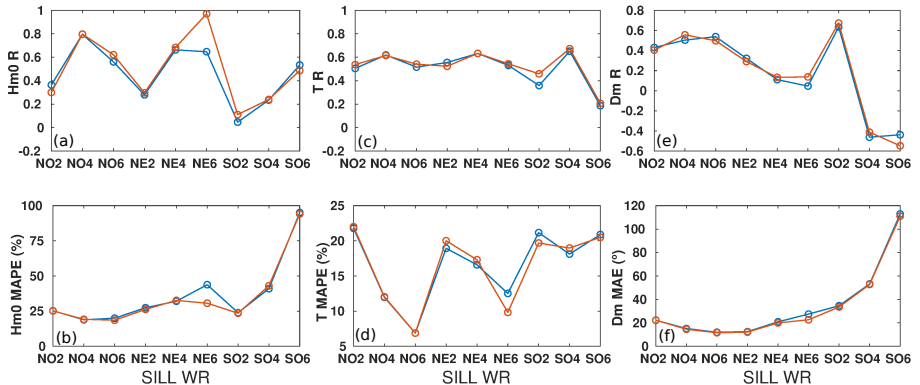 1
0.8
0.6
0.4
0.2
0
-0.2
Hm0 R
(a)
NO2 NO4 NO6 NE2 NE4 NE6 SO2 SO4 SO6
1
0.8
0.6
0.4
0.2
0
-0.2
T R
(c)
NO2 NO4 NO6 NE2 NE4 NE6 SO2 SO4 SO6
0.8
0.6
0.4
0.2
0
-0.2
-0.4
-0.6
Dm R
(e)
NO2 NO4 NO6 NE2 NE4 NE6 SO2 SO4 SO6
100
75
50
25
0
Hm0 MAPE (%)
(b)
NO2 NO4 NO6 NE2 NE4 NE6 SO2 SO4 SO6
SILL WR
25
20
15
10
5
T MAPE (%)
(d)
NO2 NO4 NO6 NE2 NE4 NE6 SO2 SO4 SO6
SILL WR
120
100
80
60
40
20
0
Dm MAE (°)
(f)
NO2 NO4 NO6 NE2 NE4 NE6 SO2 SO4 SO6
SILL WR